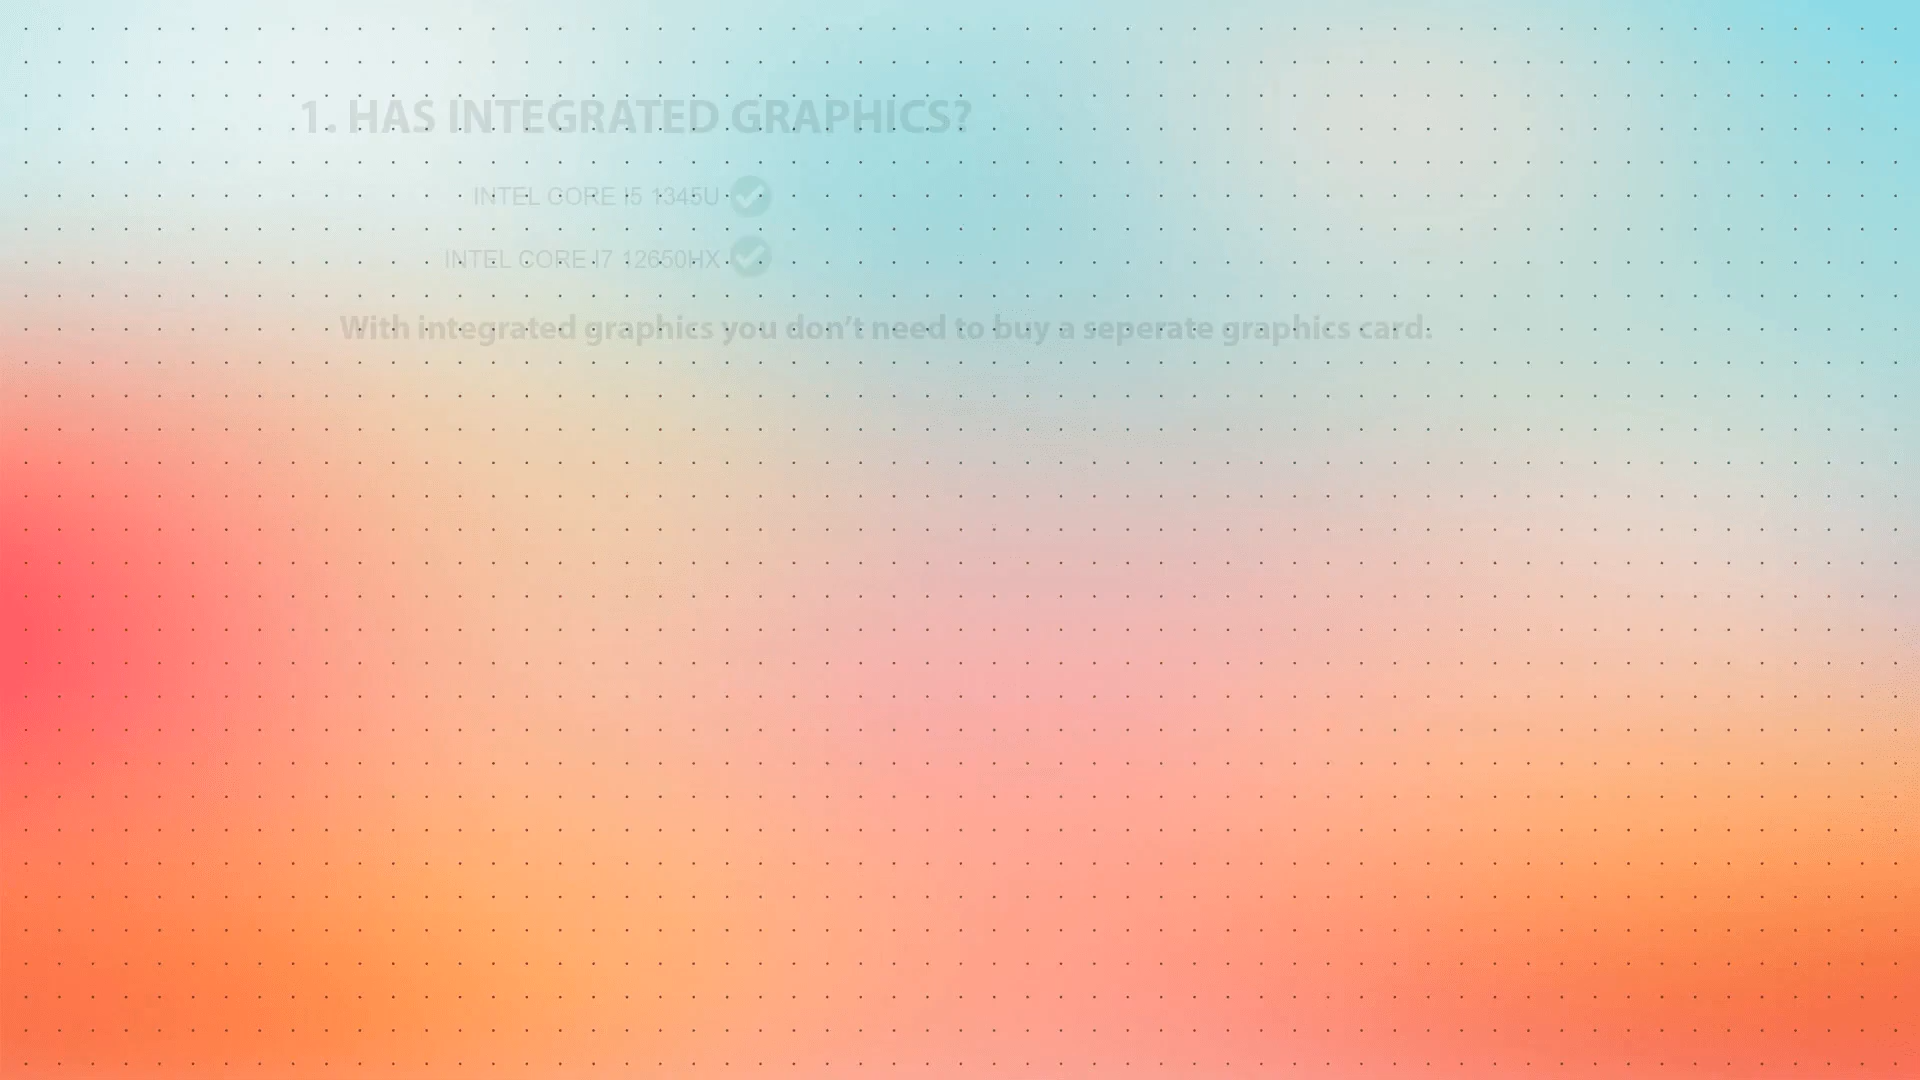 1. HAS INTEGRATED GRAPHICS?
INTEL CORE I5 1345U
INTEL CORE I7 12650HX
With integrated graphics you don’t need to buy a seperate graphics card.